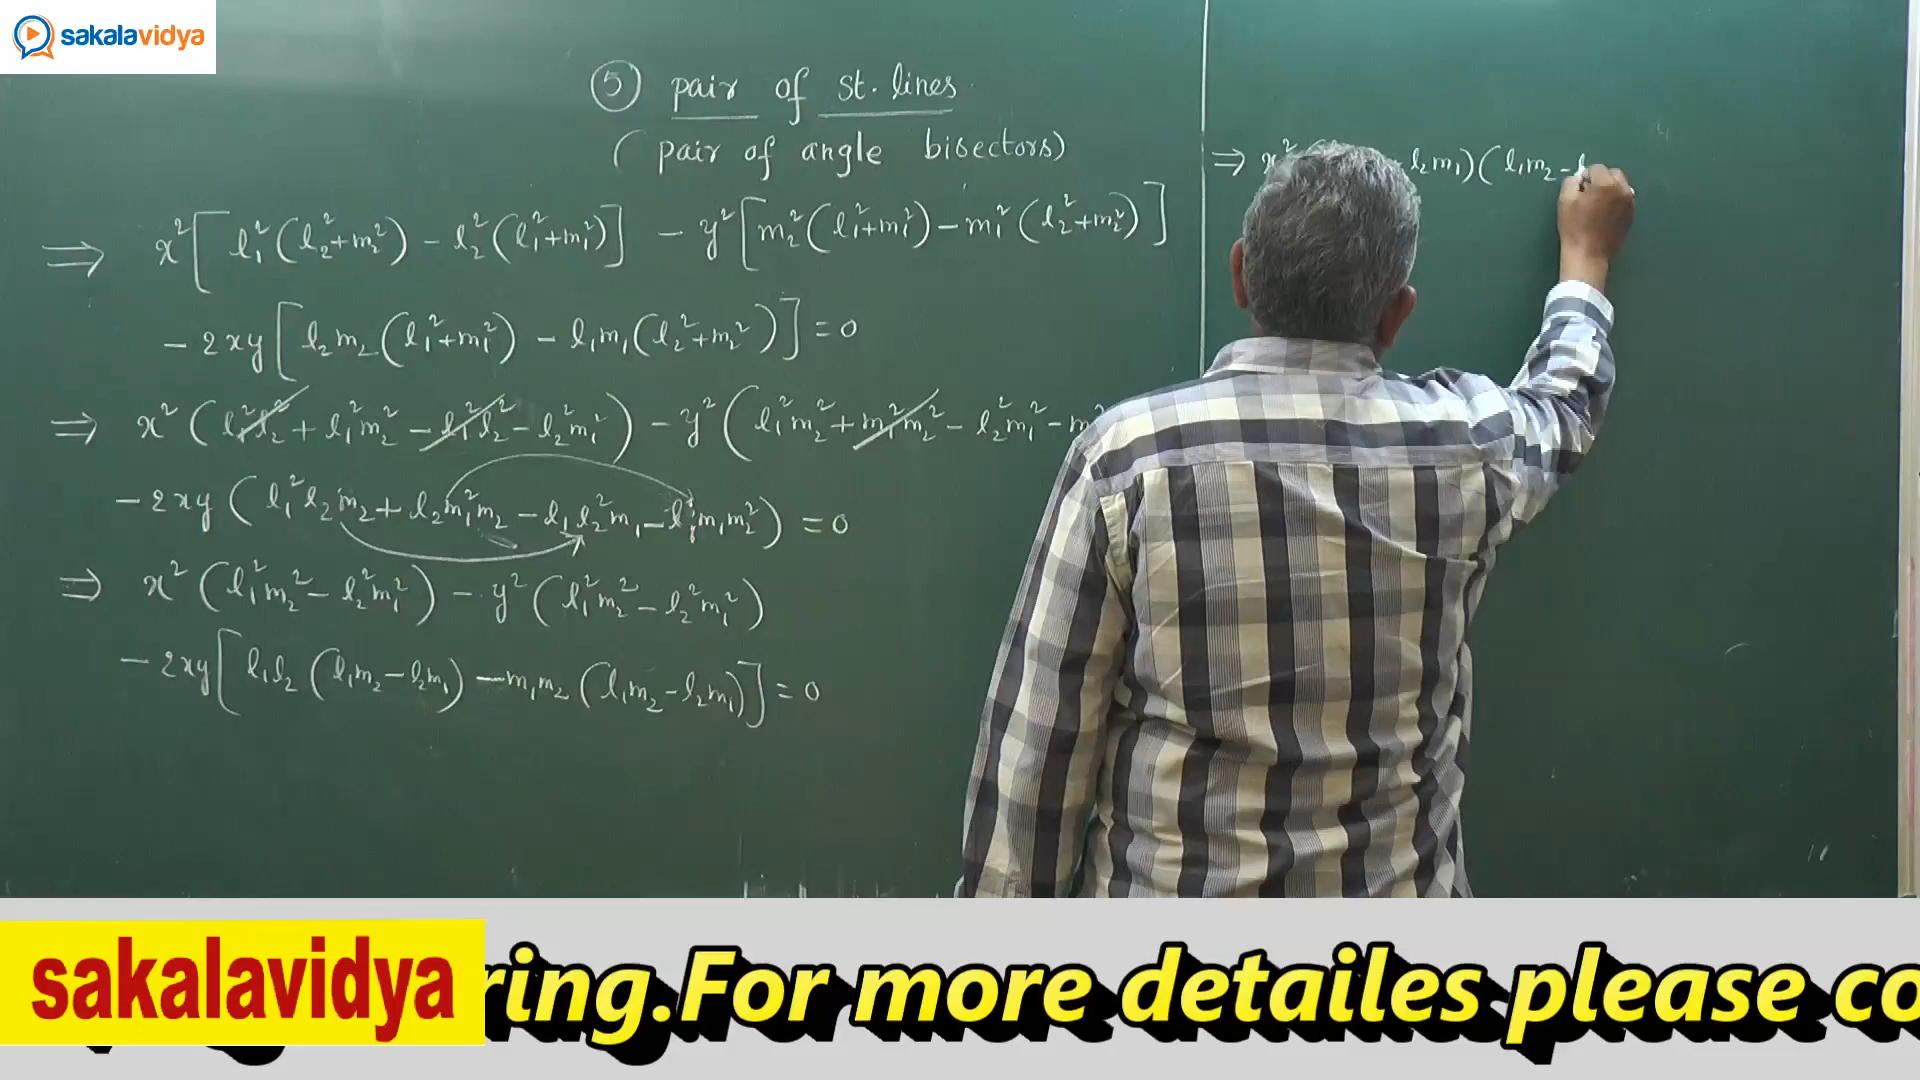 sakalavidya
⑤ pair of st. lines
(pair of angle bisectors)
⇒ x²[l₁²(l₂²+m₂²) - l₂²(l₁²+m₁²)] - y²[m₂²(l₁²+m₁²) - m₁²(l₂²+m₂²)]
- 2xy[l₂m₂(l₁²+m₁²) - l₁m₁(l₂²+m₂²)] = 0
⇒ x²(l₁²l₂² + l₁²m₂² - l₁²l₂² - l₂²m₁²) - y²(l₁²m₂² + m₁²m₂² - l₂²m₁² - m
- 2xy(l₁²l₂m₂ + l₂m₁²m₂ - l₁l₂²m₁ - l₁m₁m₂²) = 0
⇒ x²(l₁²m₂² - l₂²m₁²) - y²(l₁²m₂² - l₂²m₁²)
- 2xy[l₁l₂(l₁m₂ - l₂m₁) - m₁m₂(l₁m₂ - l₂m₁)] = 0
⇒ x² l₂m₁)(l₁m₂ - l
sakalavidya
ring.For more detailes please co